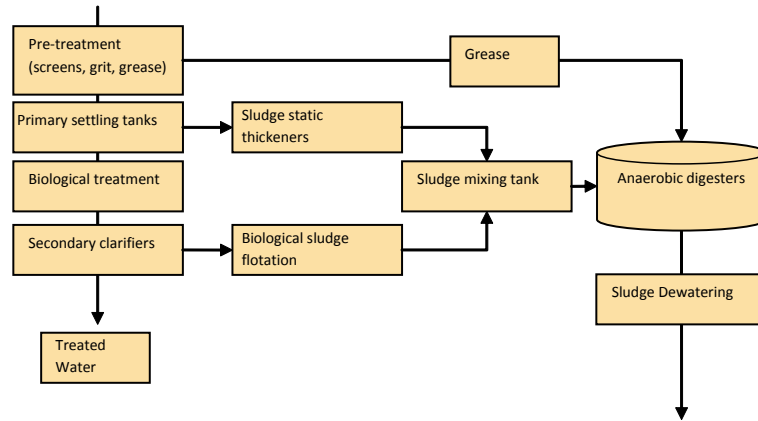 Pre-treatment
(screens, grit, grease)
Grease
Primary settling tanks
Sludge static
thickeners
Biological treatment
Sludge mixing tank
Anaerobic digesters
Secondary clarifiers
Biological sludge
flotation
Sludge Dewatering
Treated
Water